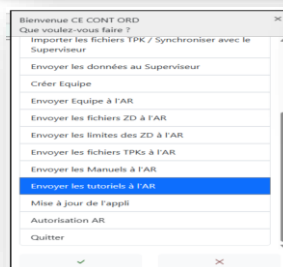 Bienvenue CE CONT ORD
Que voulez-vous faire ?
Importer les fichiers TPK / Synchroniser avec le
Superviseur
Envoyer les données au Superviseur
Créer Equipe
Envoyer Equipe à l'AR
Envoyer les fichiers ZD à l'AR
Envoyer les limites des ZD à l'AR
Envoyer les fichiers TPKs à l'AR
Envoyer les Manuels à l'AR
Envoyer les tutoriels à l'AR
Mise à jour de l'appli
Autorisation AR
Quitter